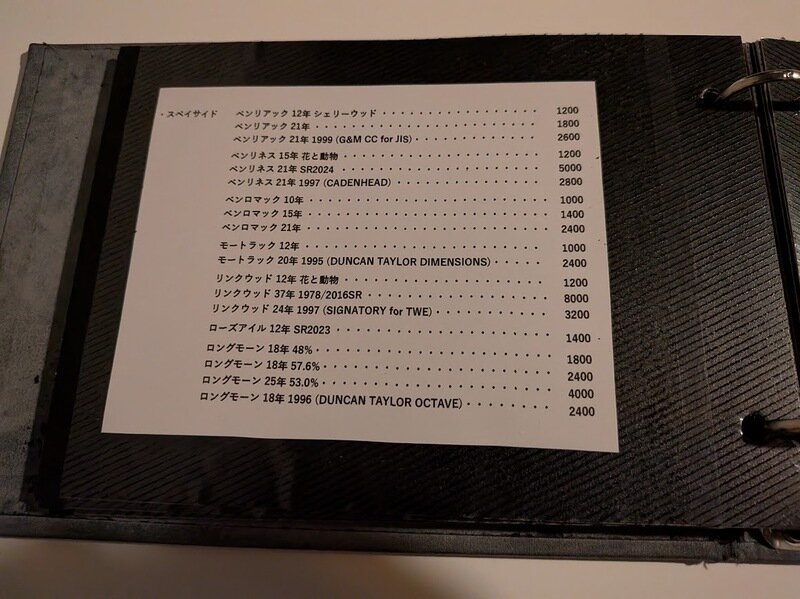 ・スペイサイド ベンリアック 12年 シェリーウッド・・・・・・・・・・・・・・・・ 1200
ベンリアック 21年・・・・・・・・・・・・・・・・・・・・・・ 1800
ベンリアック 21年 1999 (G&M CC for JIS)・・・・・・・・・・・・ 2600
ベンリネス 15年 花と動物・・・・・・・・・・・・・・・・・・・ 1200
ベンリネス 21年 SR2024・・・・・・・・・・・・・・・・・・・・ 5000
ベンリネス 21年 1997 (CADENHEAD)・・・・・・・・・・・・・・ 2800
ベンロマック 10年・・・・・・・・・・・・・・・・・・・・・・ 1000
ベンロマック 15年・・・・・・・・・・・・・・・・・・・・・・ 1400
ベンロマック 21年・・・・・・・・・・・・・・・・・・・・・・ 2400
モートラック 12年・・・・・・・・・・・・・・・・・・・・・・ 1000
モートラック 20年 1995 (DUNCAN TAYLOR DIMENSIONS)・・・・・ 2400
リンクウッド 12年 花と動物・・・・・・・・・・・・・・・・・・ 1200
リンクウッド 37年 1978/2016SR・・・・・・・・・・・・・・・・ 8000
リンクウッド 24年 1997 (SIGNATORY for TWE)・・・・・・・・・・ 3200
ローズアイル 12年 SR2023・・・・・・・・・・・・・・・・・・・ 1400
ロングモーン 18年 48%・・・・・・・・・・・・・・・・・・・・ 1800
ロングモーン 18年 57.6%・・・・・・・・・・・・・・・・・・・ 2400
ロングモーン 25年 53.0%・・・・・・・・・・・・・・・・・・・ 4000
ロングモーン 18年 1996 (DUNCAN TAYLOR OCTAVE)・・・・・・・・ 2400